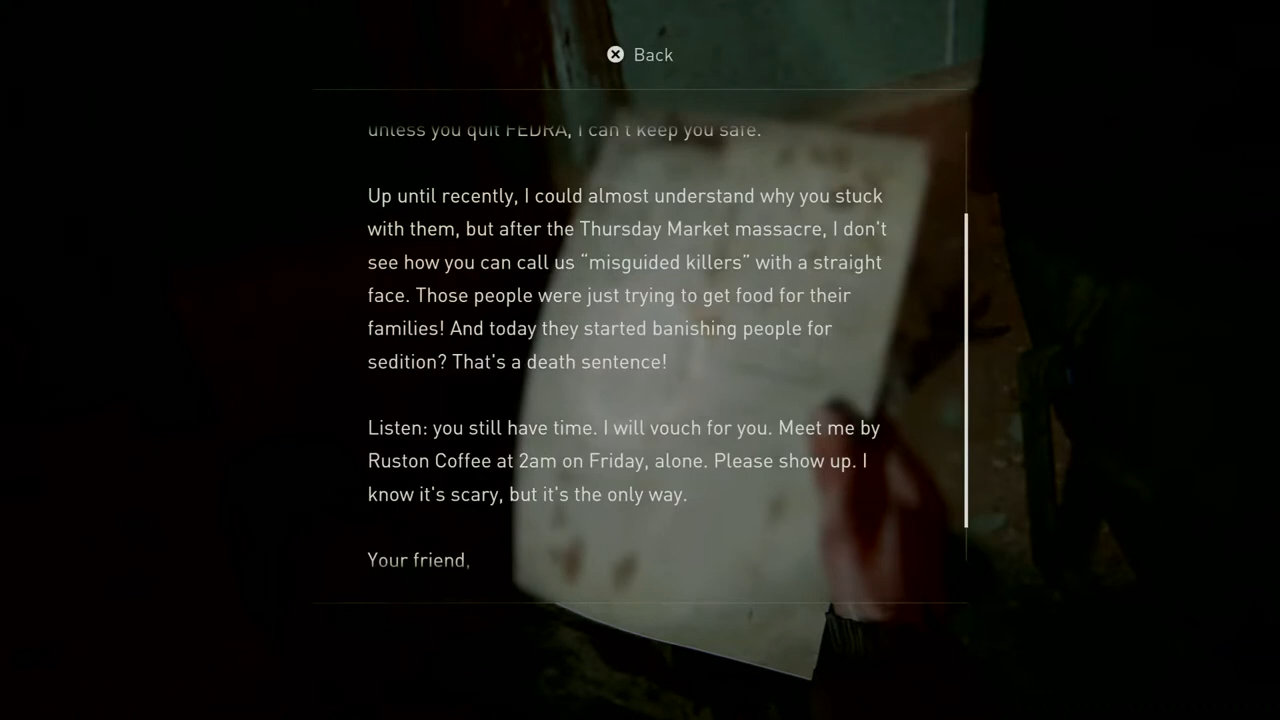 Back
unless you quit FEDRA, I can't keep you safe.
Up until recently, I could almost understand why you stuck
with them, but after the Thursday Market massacre, I don't
see how you can call us “misguided killers” with a straight
face. Those people were just trying to get food for their
families! And today they started banishing people for
sedition? That's a death sentence!
Listen: you still have time. I will vouch for you. Meet me by
Ruston Coffee at 2am on Friday, alone. Please show up. I
know it's scary, but it's the only way.
Your friend,